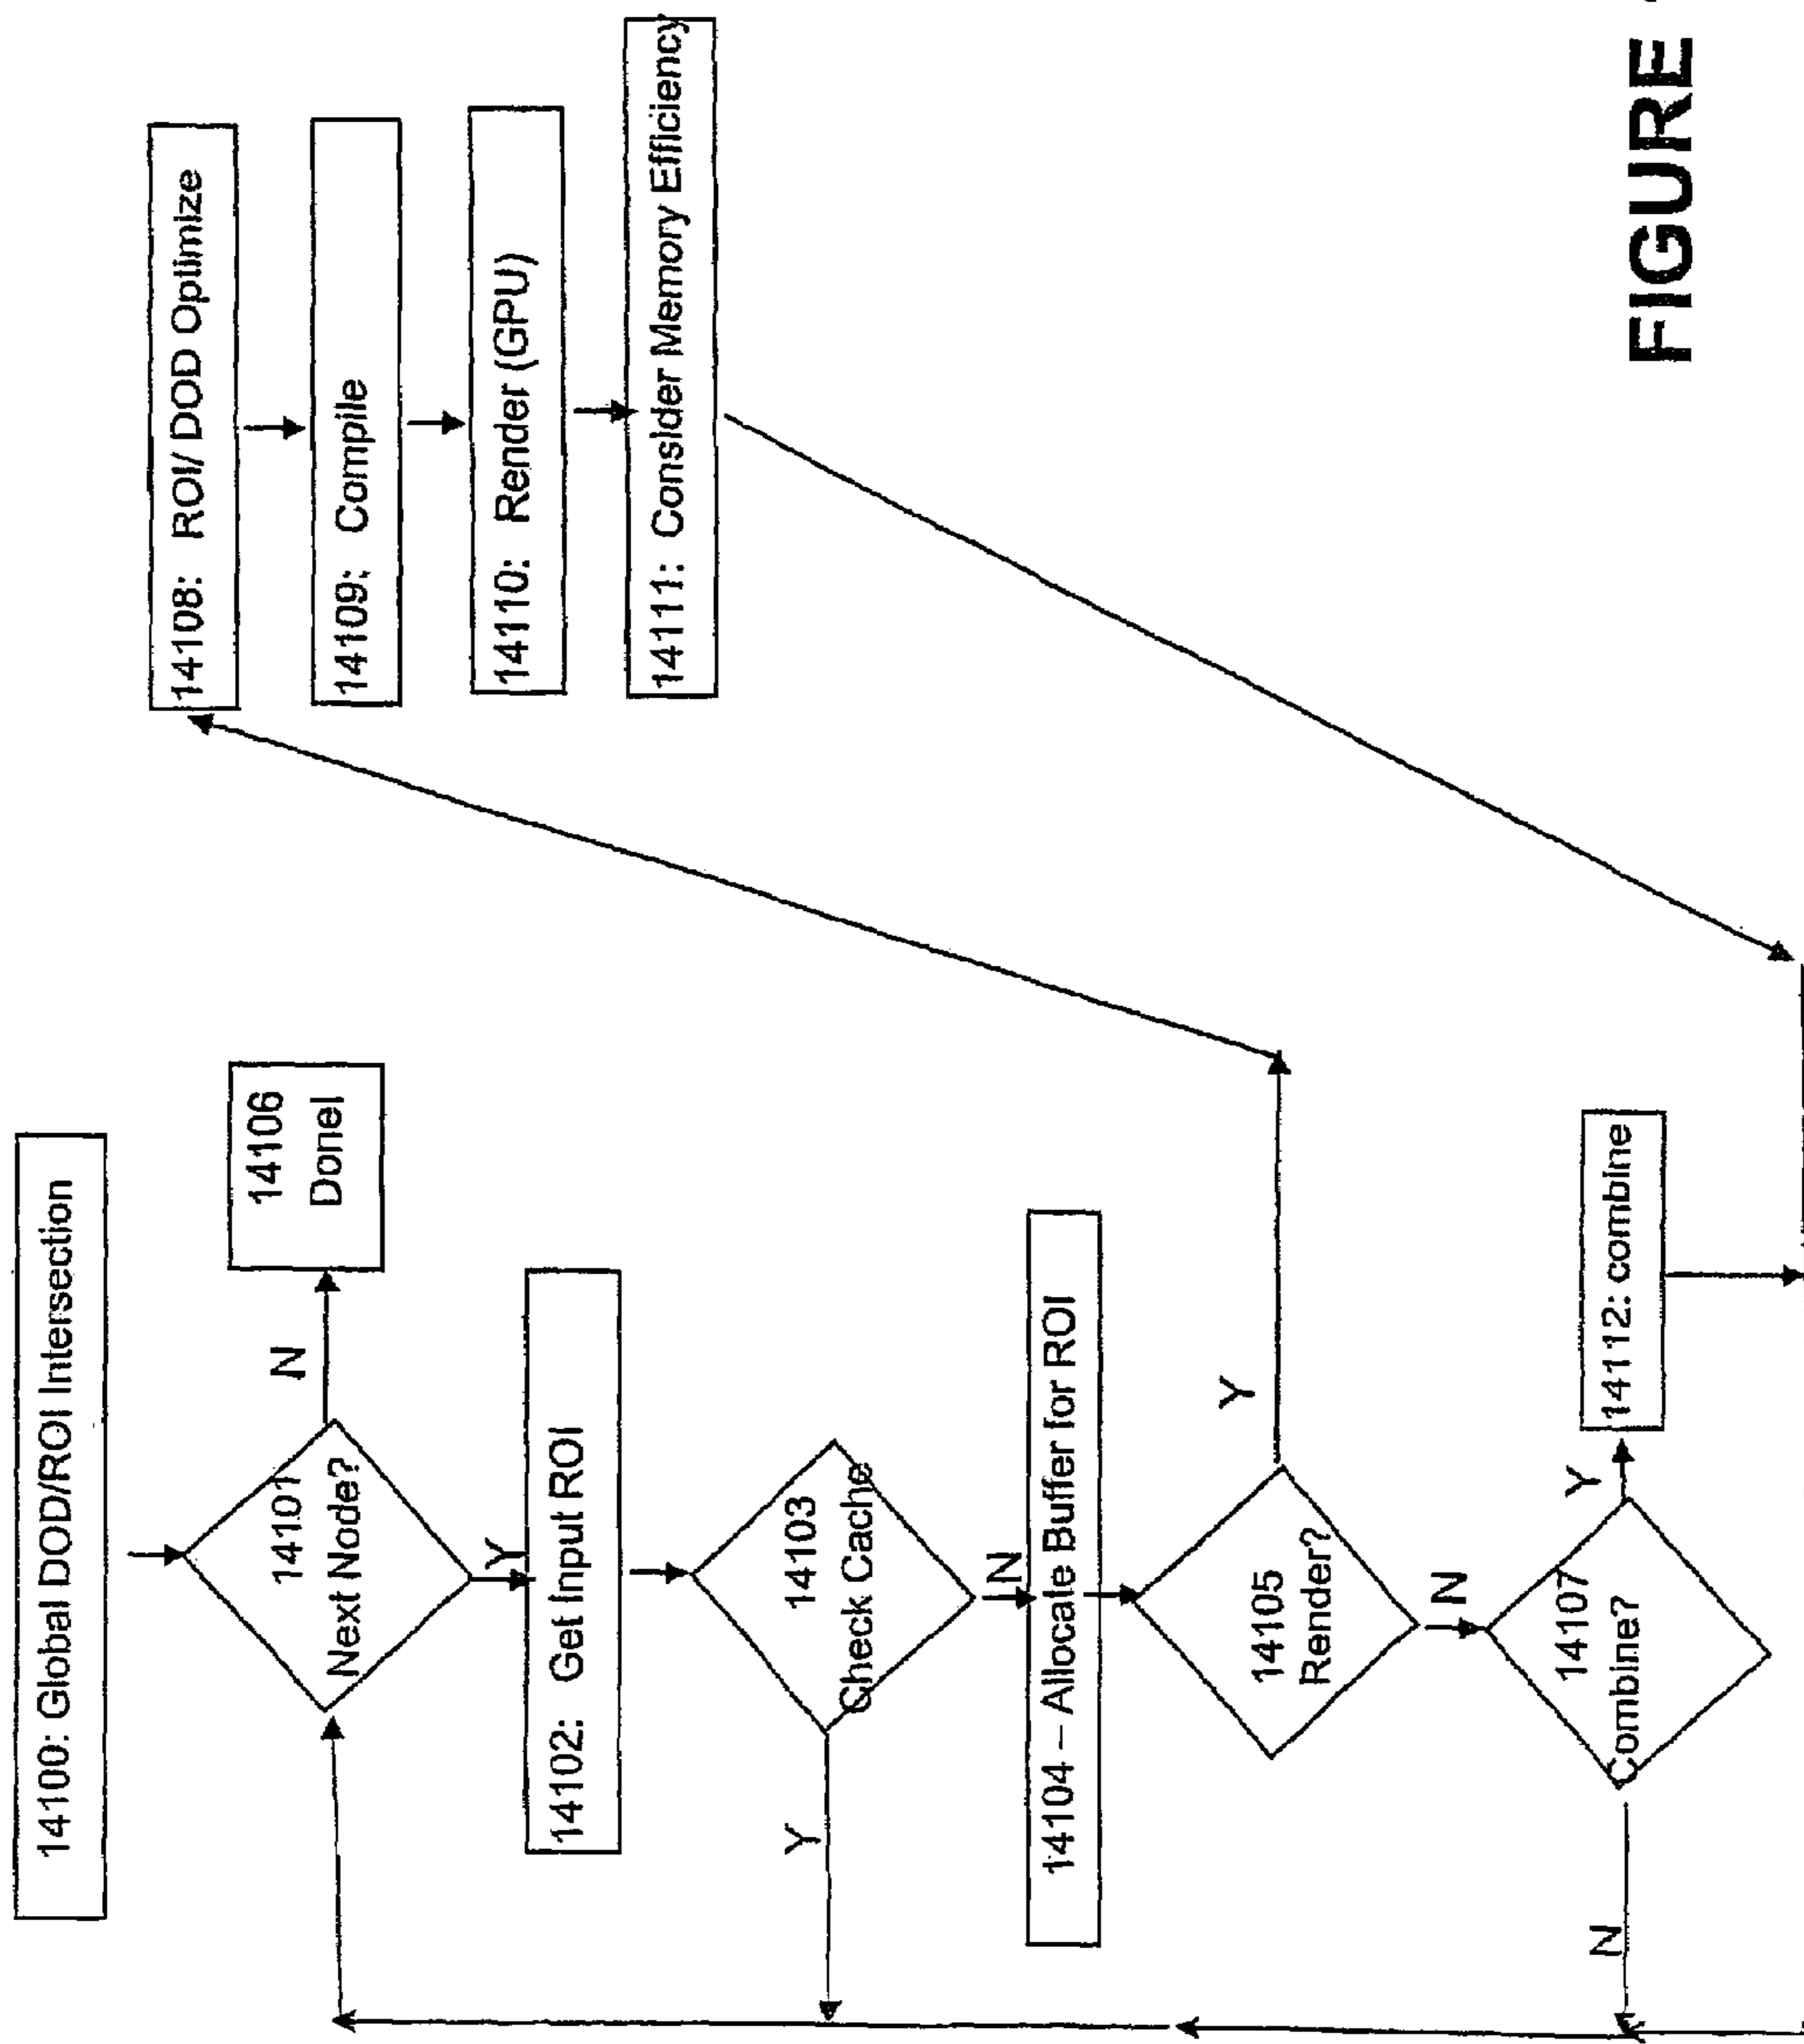 14100: Global DOD/ROI Intersection
14101
Next Node?
N
14106
Done!
Y
14102: Get Input ROI
14103
Check Cache
Y
N
14104 – Allocate Buffer for ROI
14105
Render?
Y
N
14107
Combine?
Y
N
14112: combine
14108: ROI/ DOD Optimize
14109: Compile
14110: Render (GPU)
14111: Consider Memory Efficiency
FIGURE